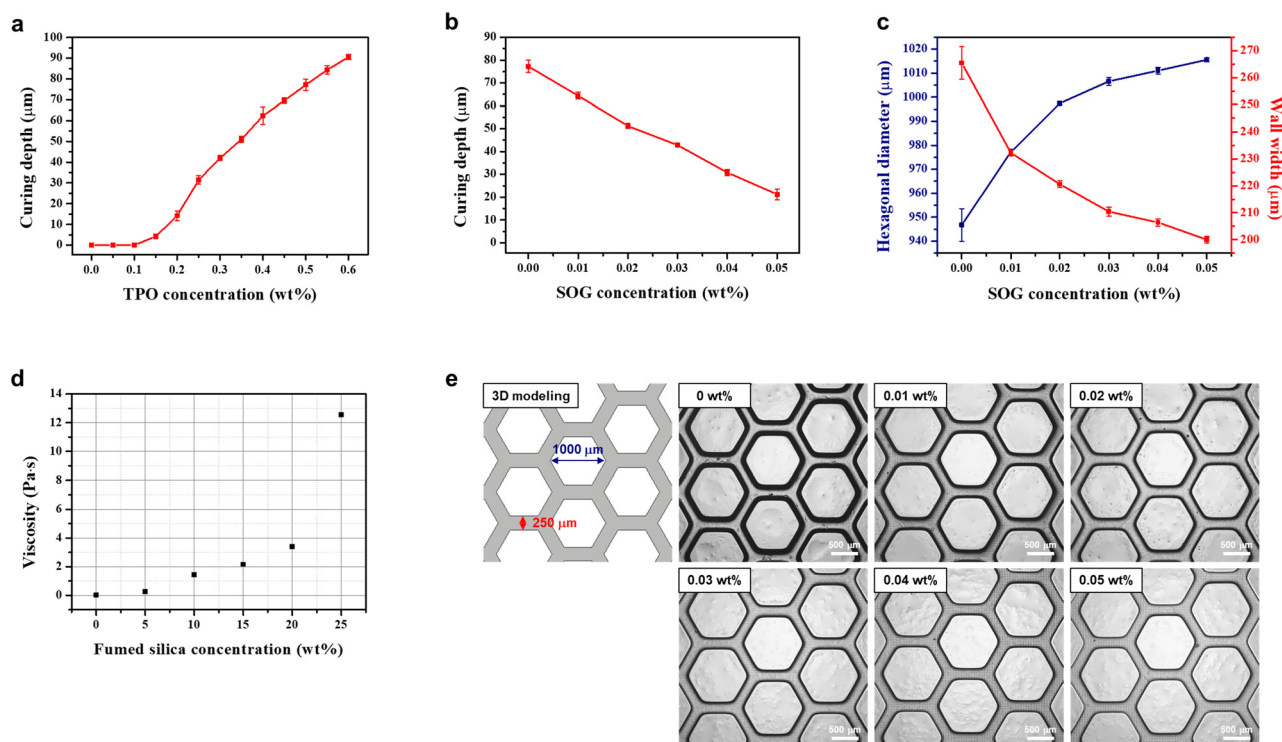 a
100
90
80
70
60
50
40
30
20
10
0
Curing depth (μm)
0.0 0.1 0.2 0.3 0.4 0.5 0.6
TPO concentration (wt%)
b
90
80
70
60
50
40
30
20
10
0
Curing depth (μm)
0.00 0.01 0.02 0.03 0.04 0.05
SOG concentration (wt%)
c
1020
1010
1000
990
980
970
960
950
940
Hexagonal diameter (μm)
270
260
250
240
230
220
210
200
Wall width
(μm)
0.00 0.01 0.02 0.03 0.04 0.05
SOG concentration (wt%)
d
14
12
10
8
6
4
2
0
Viscosity (Pa·s)
0 5 10 15 20 25
Fumed silica concentration (wt%)
e
3D modeling
1000 μm
250 μm
0 wt%
500 μm
0.01 wt%
500 μm
0.02 wt%
500 μm
0.03 wt%
500 μm
0.04 wt%
500 μm
0.05 wt%
500 μm